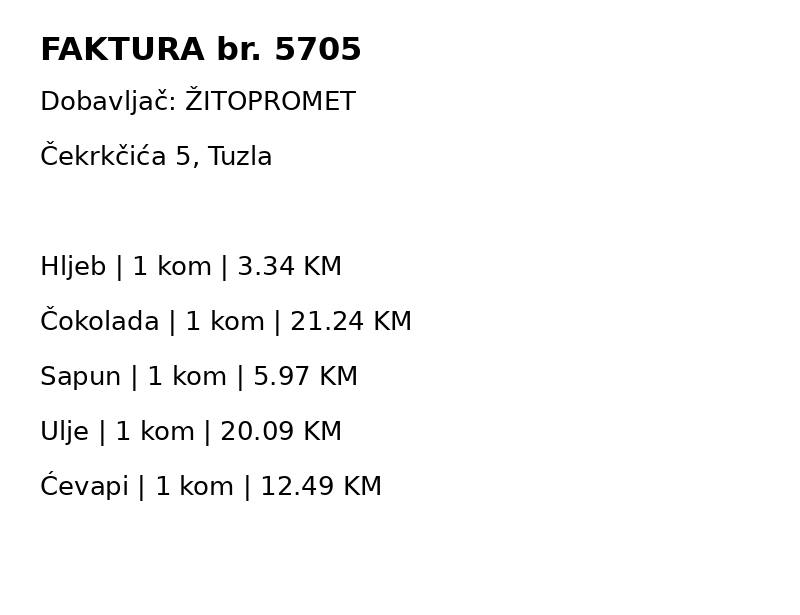 FAKTURA br. 5705
Dobavljač: ŽITOPROMET
Čekrkčića 5, Tuzla
Hljeb | 1 kom | 3.34 KM
Čokolada | 1 kom | 21.24 KM
Sapun | 1 kom | 5.97 KM
Ulje | 1 kom | 20.09 KM
Ćevapi | 1 kom | 12.49 KM